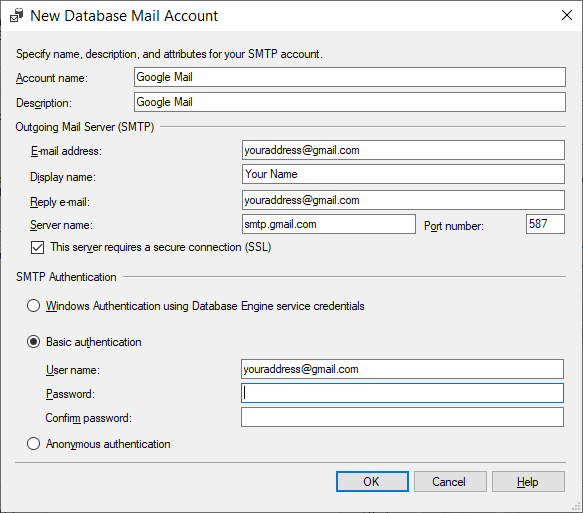 New Database Mail Account
Specify name, description, and attributes for your SMTP account.
Account name: Google Mail
Description: Google Mail
Outgoing Mail Server (SMTP)
E-mail address: youraddress@gmail.com
Display name: Your Name
Reply e-mail: youraddress@gmail.com
Server name: smtp.gmail.com Port number: 587
This server requires a secure connection (SSL)
SMTP Authentication
Windows Authentication using Database Engine service credentials
Basic authentication
User name: youraddress@gmail.com
Password:
Confirm password:
Anonymous authentication
OK Cancel Help